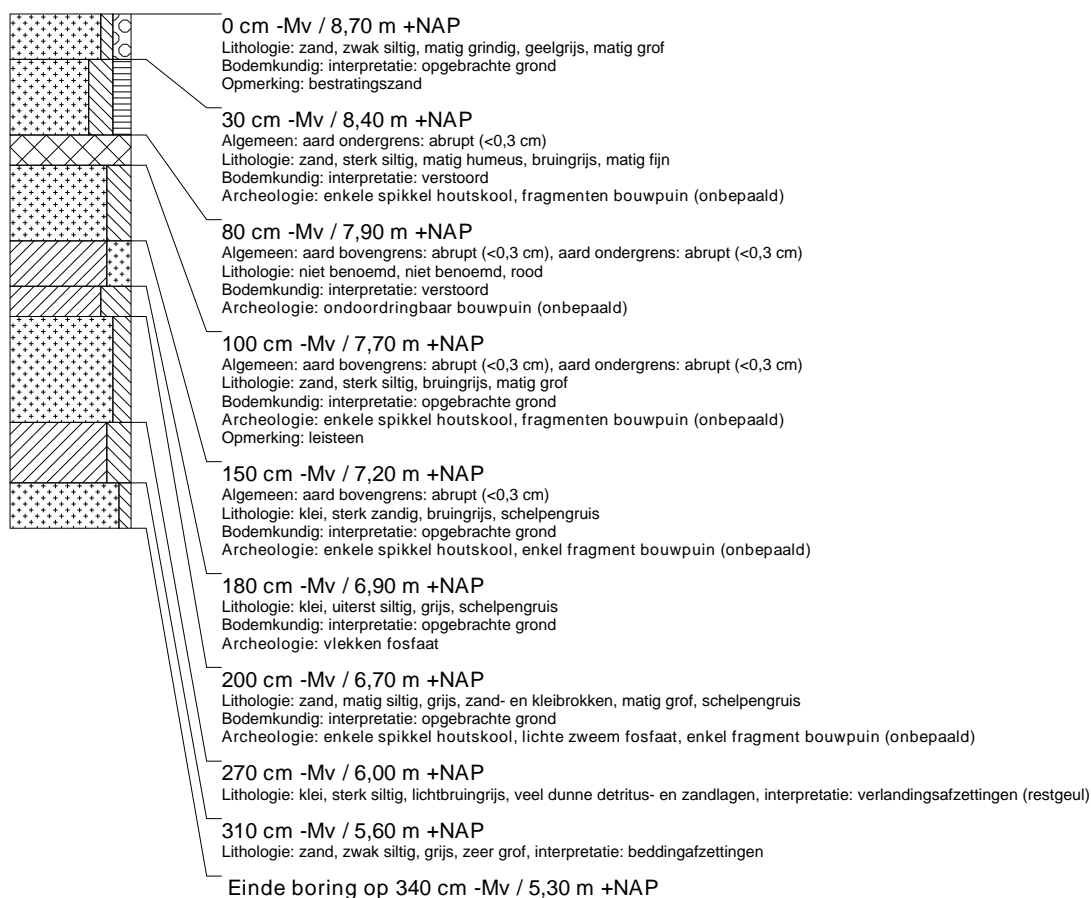 0 cm -Mv / 8,70 m +NAP
Lithologie: zand, zwak siltig, matig grindig, geelgrijs, matig grof
Bodemkundig: interpretatie: opgebrachte grond
Opmerking: bestratingszand
30 cm -Mv / 8,40 m +NAP
Algemeen: aard ondergrens: abrupt (<0,3 cm)
Lithologie: zand, sterk siltig, matig humeus, bruingrijs, matig fijn
Bodemkundig: interpretatie: verstoord
Archeologie: enkele spikkel houtskool, fragmenten bouwpuin (onbepaald)
80 cm -Mv / 7,90 m +NAP
Algemeen: aard bovengrens: abrupt (<0,3 cm), aard ondergrens: abrupt (<0,3 cm)
Lithologie: niet benoemd, niet benoemd, rood
Bodemkundig: interpretatie: verstoord
Archeologie: ondoordringbaar bouwpuin (onbepaald)
100 cm -Mv / 7,70 m +NAP
Algemeen: aard bovengrens: abrupt (<0,3 cm), aard ondergrens: abrupt (<0,3 cm)
Lithologie: zand, sterk siltig, bruingrijs, matig grof
Bodemkundig: interpretatie: opgebrachte grond
Archeologie: enkele spikkel houtskool, fragmenten bouwpuin (onbepaald)
Opmerking: leisteen
150 cm -Mv / 7,20 m +NAP
Algemeen: aard bovengrens: abrupt (<0,3 cm)
Lithologie: klei, sterk zandig, bruingrijs, schelpengruis
Bodemkundig: interpretatie: opgebrachte grond
Archeologie: enkele spikkel houtskool, enkel fragment bouwpuin (onbepaald)
180 cm -Mv / 6,90 m +NAP
Lithologie: klei, uiterst siltig, grijs, schelpengruis
Bodemkundig: interpretatie: opgebrachte grond
Archeologie: vlekken fosfaat
200 cm -Mv / 6,70 m +NAP
Lithologie: zand, matig siltig, grijs, zand- en kleibrokken, matig grof, schelpengruis
Bodemkundig: interpretatie: opgebrachte grond
Archeologie: enkele spikkel houtskool, lichte zweem fosfaat, enkel fragment bouwpuin (onbepaald)
270 cm -Mv / 6,00 m +NAP
Lithologie: klei, sterk siltig, lichtbruingrijs, veel dunne detritus- en zandlagen, interpretatie: verlandingsafzettingen (restgeul)
310 cm -Mv / 5,60 m +NAP
Lithologie: zand, zwak siltig, grijs, zeer grof, interpretatie: beddingafzettingen
Einde boring op 340 cm -Mv / 5,30 m +NAP